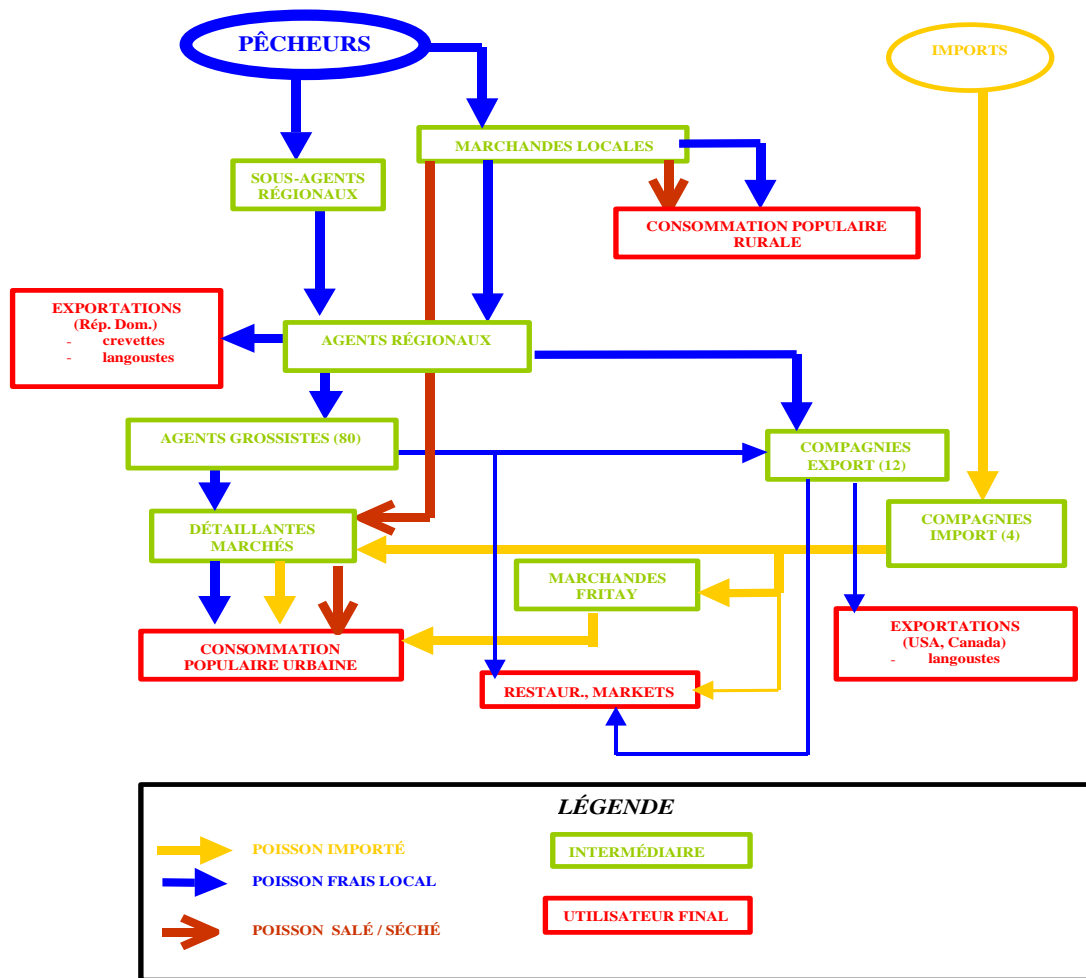 PÊCHEURS
IMPORTS
MARCHANDES LOCALES
SOUS-AGENTS
RÉGIONAUX
CONSOMMATION POPULAIRE
RURALE
EXPORTATIONS
(Rép. Dom.)
- crevettes
- langoustes
AGENTS RÉGIONAUX
AGENTS GROSSISTES (80)
COMPAGNIES
EXPORT (12)
COMPAGNIES
IMPORT (4)
DÉTAILLANTES
MARCHÉS
MARCHANDES
FRITAY
EXPORTATIONS
(USA, Canada)
- langoustes
CONSOMMATION
POPULAIRE URBAINE
RESTAUR., MARKETS
LÉGENDE
POISSON IMPORTÉ
INTERMÉDIAIRE
POISSON FRAIS LOCAL
UTILISATEUR FINAL
POISSON SALÉ / SÉCHÉ